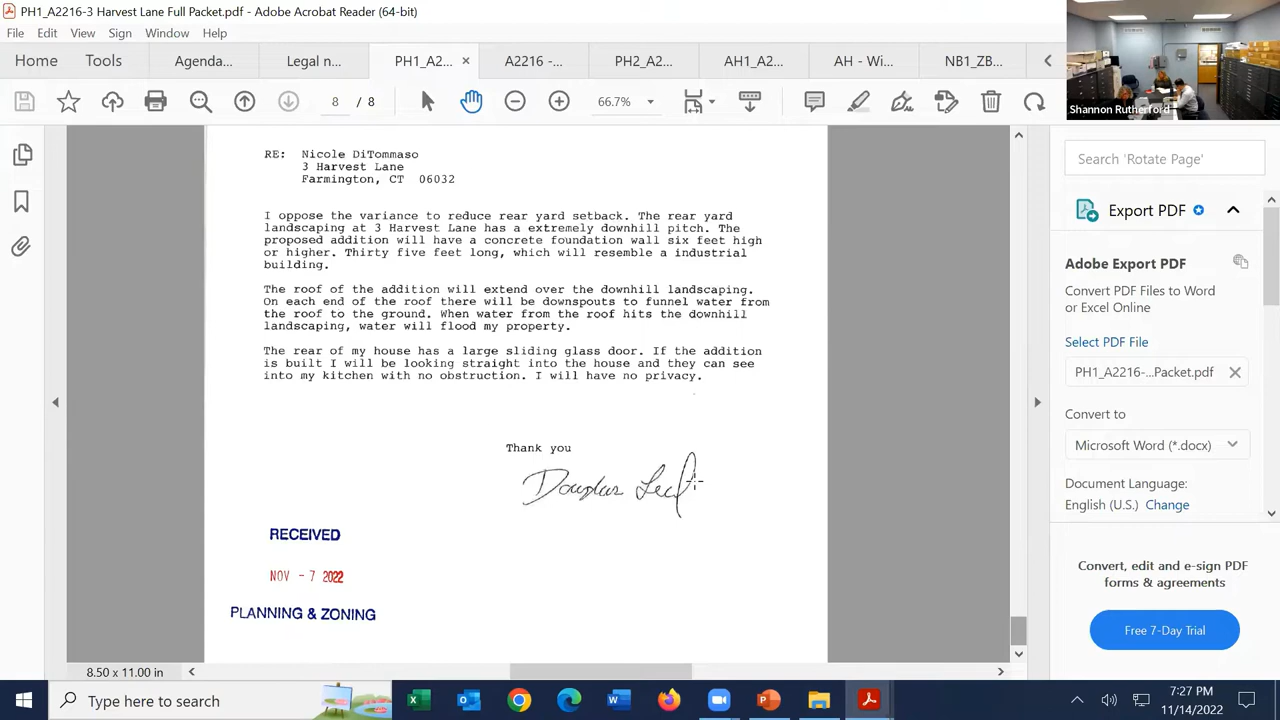 PH1_A2216-3 Harvest Lane Full Packet.pdf - Adobe Acrobat Reader (64-bit)
File Edit View Sign Window Help
Home Tools Agenda... Legal n... PH1_A2... × A2216 -... PH2_A2... AH1_A2... AH - Wi... NB1_ZB...
8 / 8 66.7%
Shannon Rutherford
RE: Nicole DiTommaso
3 Harvest Lane
Farmington, CT 06032
I oppose the variance to reduce rear yard setback. The rear yard
landscaping at 3 Harvest Lane has a extremely downhill pitch. The
proposed addition will have a concrete foundation wall six feet high
or higher. Thirty five feet long, which will resemble a industrial
building.
The roof of the addition will extend over the downhill landscaping.
On each end of the roof there will be downspouts to funnel water from
the roof to the ground. When water from the roof hits the downhill
landscaping, water will flood my property.
The rear of my house has a large sliding glass door. If the addition
is built I will be looking straight into the house and they can see
into my kitchen with no obstruction. I will have no privacy.
Thank you
Douglas
RECEIVED
NOV - 7 2022
PLANNING & ZONING
8.50 x 11.00 in
Search 'Rotate Page'
Export PDF
Adobe Export PDF
Convert PDF Files to Word
or Excel Online
Select PDF File
PH1_A2216-...Packet.pdf
Convert to
Microsoft Word (*.docx)
Document Language:
English (U.S.) Change
Convert, edit and e-sign PDF
forms & agreements
Free 7-Day Trial
Type here to search
7:27 PM
11/14/2022